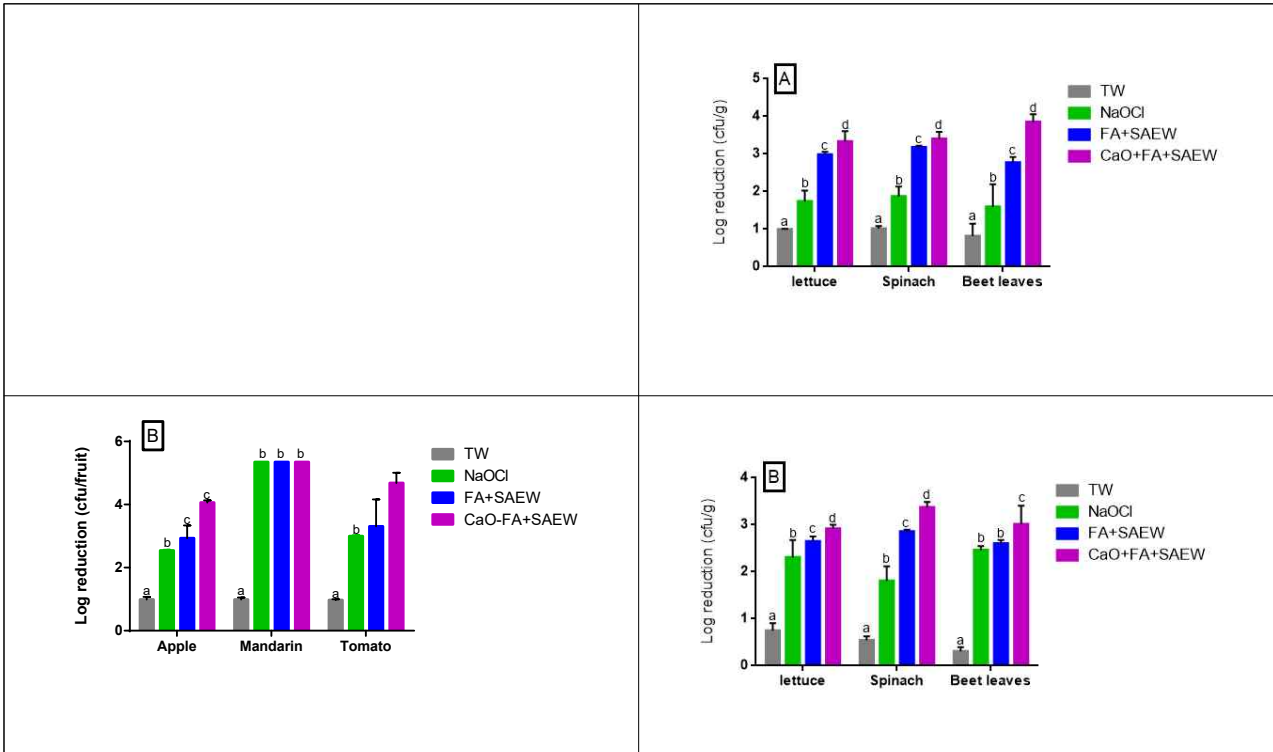 A
Log reduction (cfu/g)
5
4
3
2
1
0
a
b
c
d
a
b
c
d
a
b
c
d
lettuce
Spinach
Beet leaves
TW
NaOCl
FA+SAEW
CaO+FA+SAEW
B
Log reduction (cfu/fruit)
6
4
2
0
a
b
c
c
a
b
b
b
a
b
Apple
Mandarin
Tomato
TW
NaOCl
FA+SAEW
CaO-FA+SAEW
B
Log reduction (cfu/g)
4
3
2
1
0
a
b
c
d
a
b
c
d
a
b
b
c
lettuce
Spinach
Beet leaves
TW
NaOCl
FA+SAEW
CaO+FA+SAEW